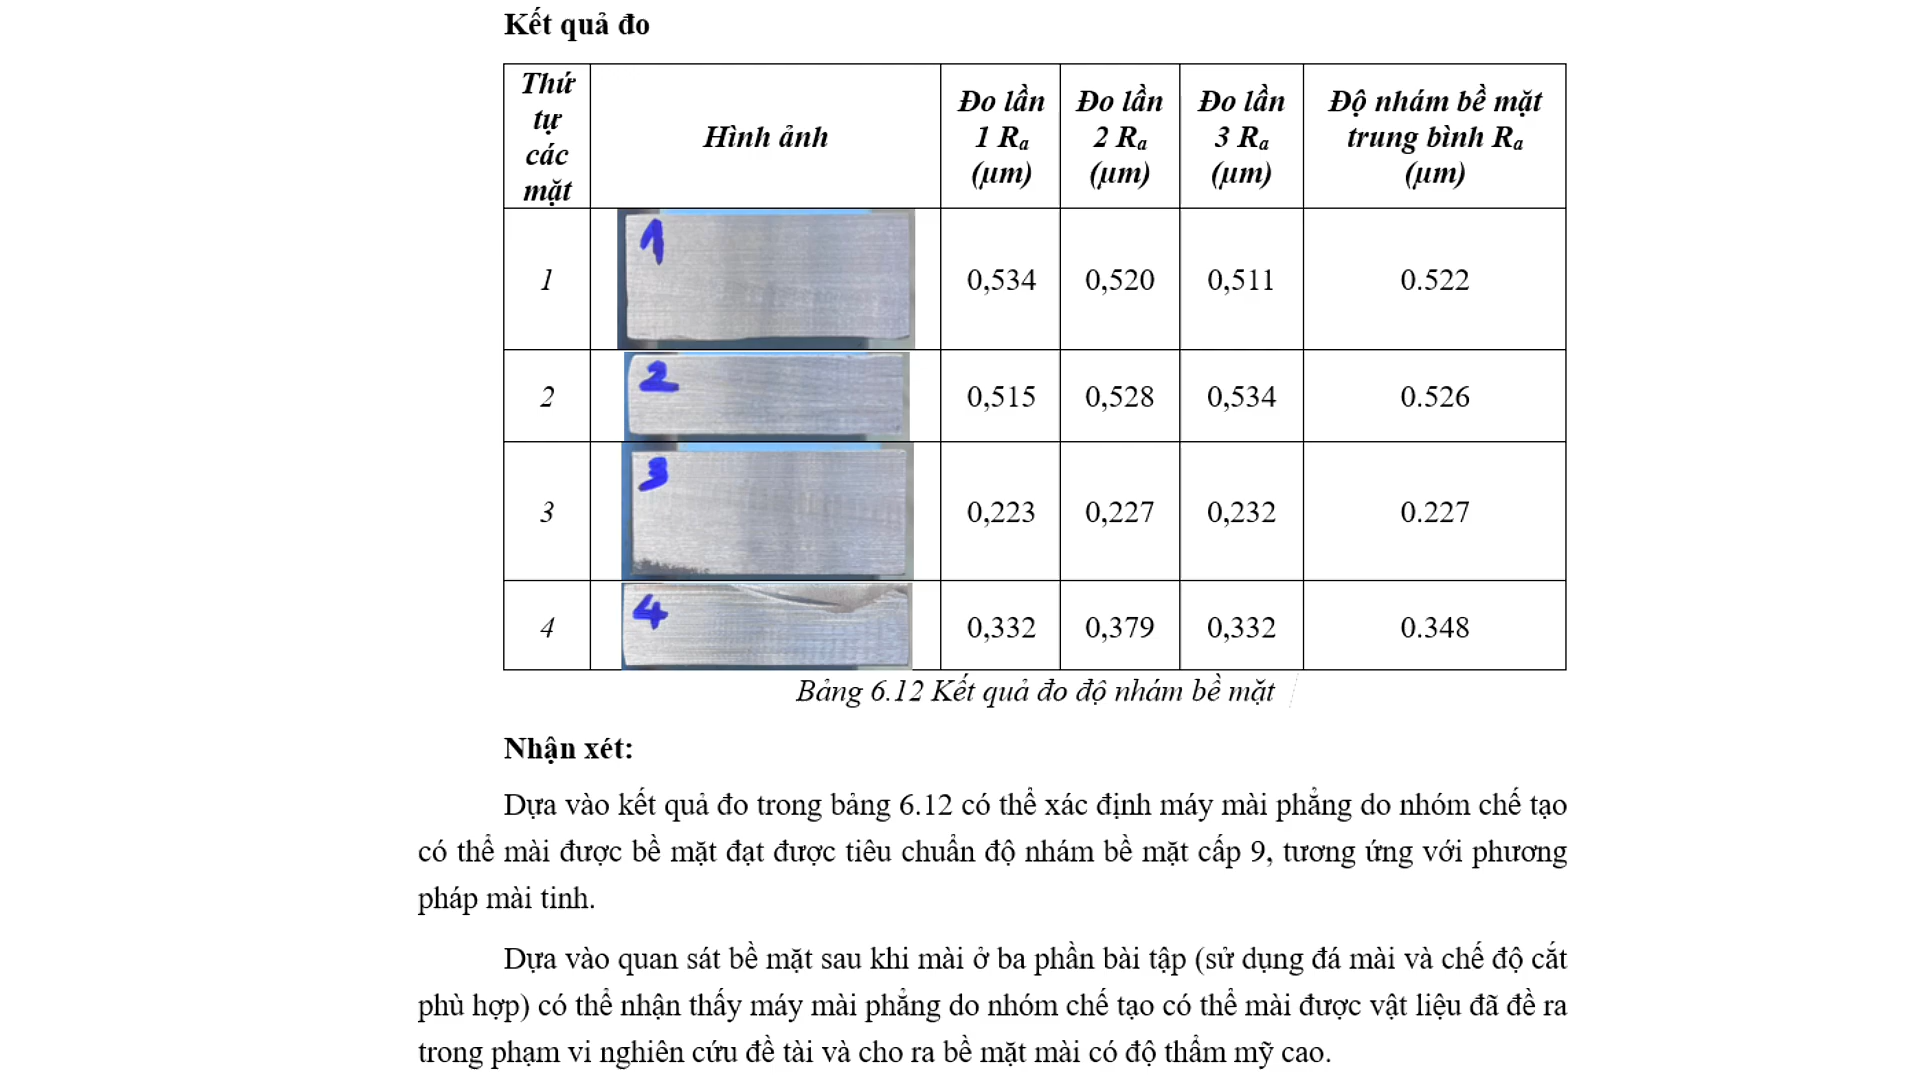 Kết quả đo
Thứ tự các mặt | Hình ảnh | Đo lần 1 Ra (µm) | Đo lần 2 Ra (µm) | Đo lần 3 Ra (µm) | Độ nhám bề mặt trung bình Ra (µm)
1 | 1 | 0,534 | 0,520 | 0,511 | 0.522
2 | 2 | 0,515 | 0,528 | 0,534 | 0.526
3 | 3 | 0,223 | 0,227 | 0,232 | 0.227
4 | 4 | 0,332 | 0,379 | 0,332 | 0.348
Bảng 6.12 Kết quả đo độ nhám bề mặt
Nhận xét:
Dựa vào kết quả đo trong bảng 6.12 có thể xác định máy mài phẳng do nhóm chế tạo
có thể mài được bề mặt đạt được tiêu chuẩn độ nhám bề mặt cấp 9, tương ứng với phương
pháp mài tinh.
Dựa vào quan sát bề mặt sau khi mài ở ba phần bài tập (sử dụng đá mài và chế độ cắt
phù hợp) có thể nhận thấy máy mài phẳng do nhóm chế tạo có thể mài được vật liệu đã đề ra
trong phạm vi nghiên cứu đề tài và cho ra bề mặt mài có độ thẩm mỹ cao.